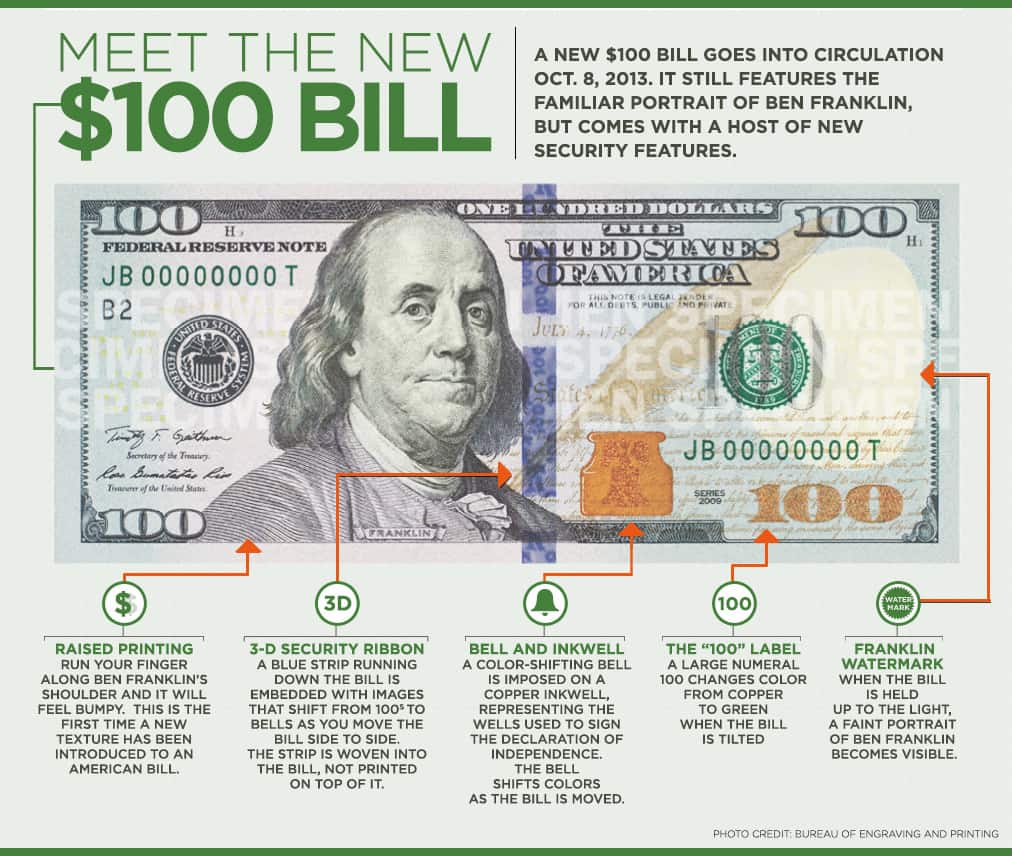 MEET THE NEW
$100 BILL
A NEW $100 BILL GOES INTO CIRCULATION
OCT. 8, 2013. IT STILL FEATURES THE
FAMILIAR PORTRAIT OF BEN FRANKLIN,
BUT COMES WITH A HOST OF NEW
SECURITY FEATURES.
ONE HUNDRED DOLLARS
100
100
H3
H1
FEDERAL RESERVE NOTE
THE
UNITED STATES
OF AMERICA
JB 00000000 T
B2
THIS NOTE IS LEGAL TENDER
FOR ALL DEBTS, PUBLIC AND PRIVATE
SPECIMEN SPECIMEN
July 4, 1776.
UNITED STATES
FEDERAL RESERVE
SYSTEM
Secretary of the Treasury.
Treasurer of the United States.
JB 00000000 T
SERIES
2009
100
100
FRANKLIN
$
3D
100
WATER
MARK
RAISED PRINTING
RUN YOUR FINGER
ALONG BEN FRANKLIN'S
SHOULDER AND IT WILL
FEEL BUMPY. THIS IS THE
FIRST TIME A NEW
TEXTURE HAS BEEN
INTRODUCED TO AN
AMERICAN BILL.
3-D SECURITY RIBBON
A BLUE STRIP RUNNING
DOWN THE BILL IS
EMBEDDED WITH IMAGES
THAT SHIFT FROM 100S TO
BELLS AS YOU MOVE THE
BILL SIDE TO SIDE.
THE STRIP IS WOVEN INTO
THE BILL, NOT PRINTED
ON TOP OF IT.
BELL AND INKWELL
A COLOR-SHIFTING BELL
IS IMPOSED ON A
COPPER INKWELL,
REPRESENTING THE
WELLS USED TO SIGN
THE DECLARATION OF
INDEPENDENCE.
THE BELL
SHIFTS COLORS
AS THE BILL IS MOVED.
THE “100” LABEL
A LARGE NUMERAL
100 CHANGES COLOR
FROM COPPER
TO GREEN
WHEN THE BILL
IS TILTED
FRANKLIN
WATERMARK
WHEN THE BILL
IS HELD
UP TO THE LIGHT,
A FAINT PORTRAIT
OF BEN FRANKLIN
BECOMES VISIBLE.
PHOTO CREDIT: BUREAU OF ENGRAVING AND PRINTING